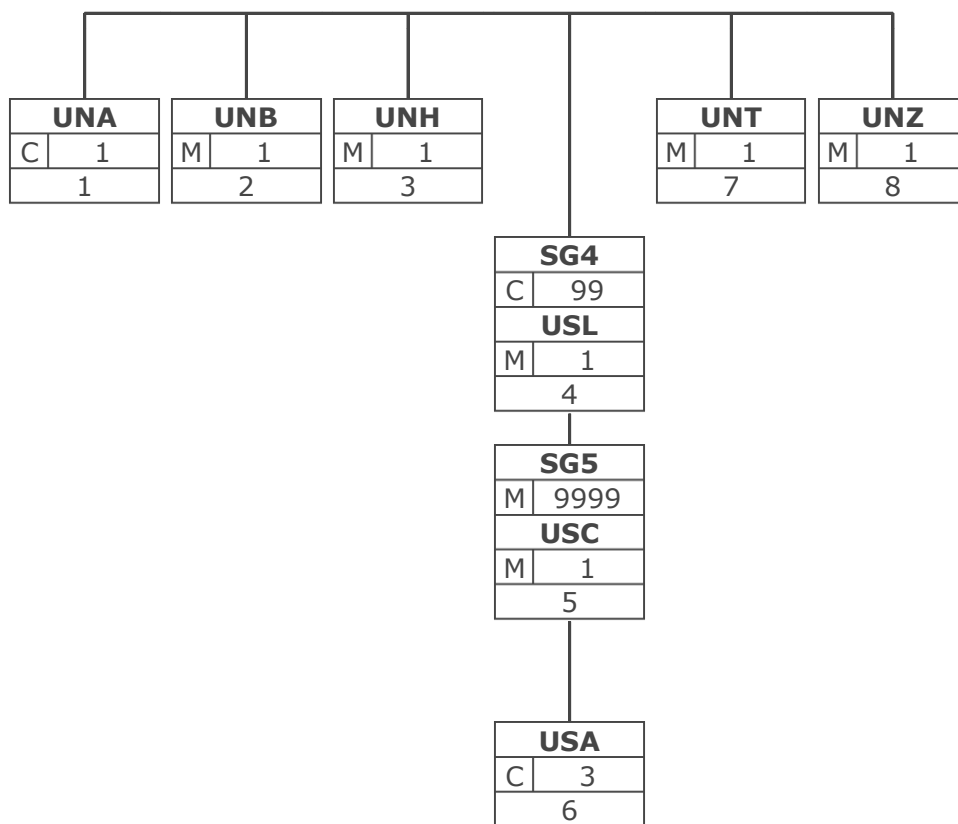 UNA UNB UNH UNT UNZ
C 1 M 1 M 1 M 1 M 1
1 2 3 7 8
SG4
C 99
USL
M 1
4
SG5
M 9999
USC
M 1
5
USA
C 3
6